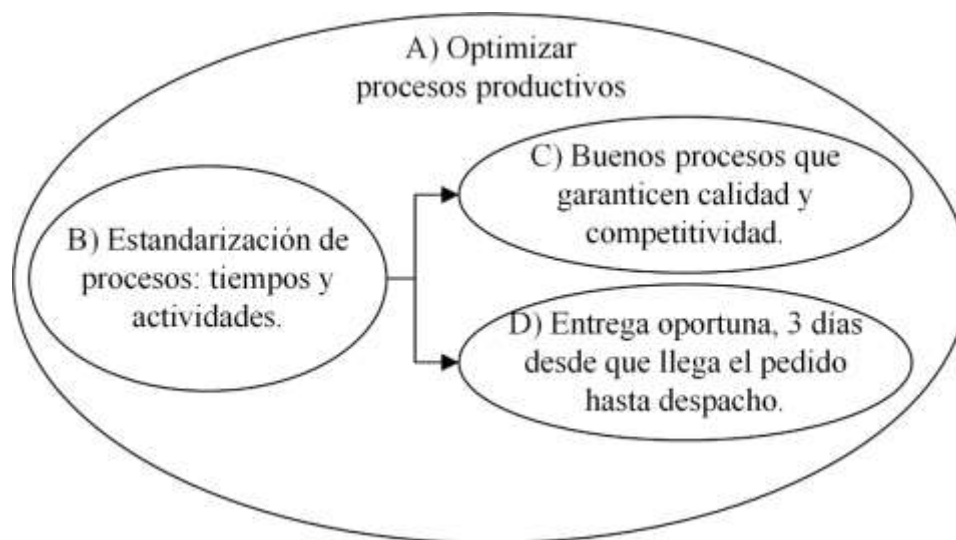 A) Optimizar
procesos productivos
C) Buenos procesos que
garanticen calidad y
competitividad.
B) Estandarización de
procesos: tiempos y
actividades.
D) Entrega oportuna, 3 días
desde que llega el pedido
hasta despacho.